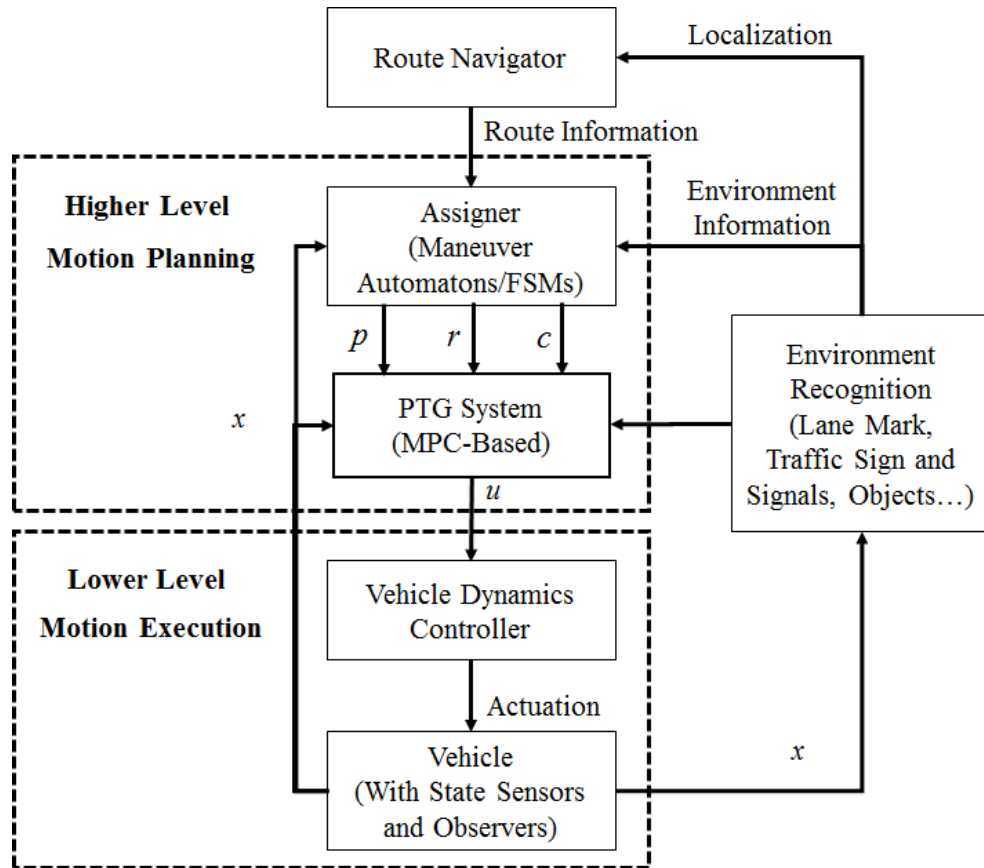 Localization
Route Navigator
Route Information
Higher Level
Motion Planning
Assigner
(Maneuver
Automatons/FSMs)
Environment
Information
p
r
c
Environment
Recognition
(Lane Mark,
Traffic Sign and
Signals, Objects…)
PTG System
(MPC-Based)
x
u
Lower Level
Motion Execution
Vehicle Dynamics
Controller
Actuation
Vehicle
(With State Sensors
and Observers)
x